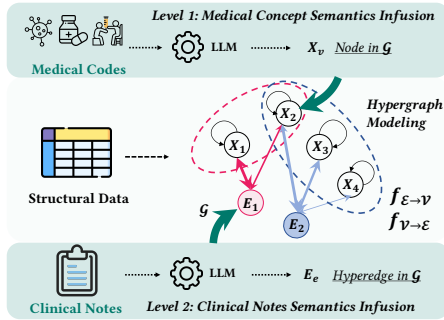 Level 1: Medical Concept Semantics Infusion
LLM
X_v Node in G
Medical Codes
Hypergraph
Modeling
X_1
X_2
X_3
X_4
Structural Data
G
E_1
E_2
f_{E→V}
f_{V→E}
LLM
E_e Hyperedge in G
Clinical Notes
Level 2: Clinical Notes Semantics Infusion